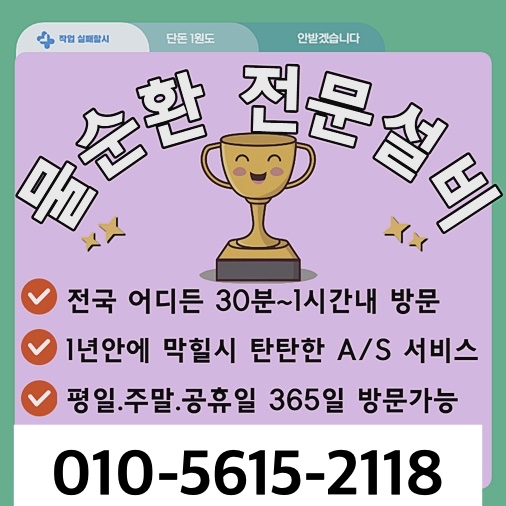 작업 실패할시 단돈 1원도 안받겠습니다
물순환 전문설비
전국 어디든 30분~1시간내 방문
1년안에 막힐시 탄탄한 A/S 서비스
평일.주말.공휴일 365일 방문가능
010-5615-2118